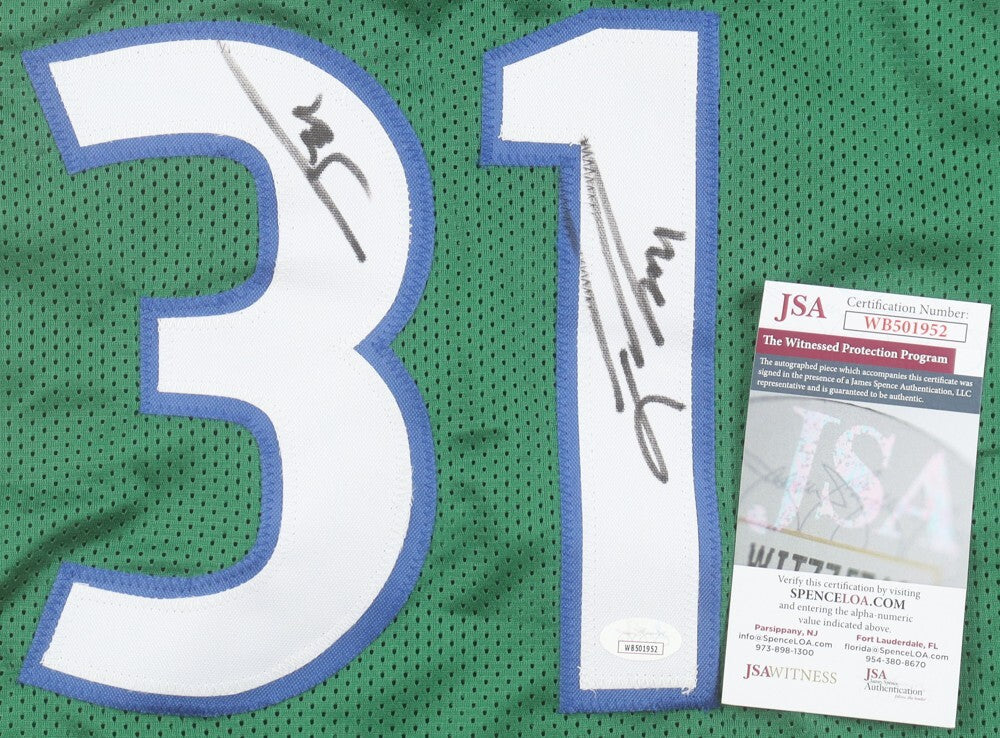 31
JSA
Certification Number:
WB501952
The Witnessed Protection Program
The autographed piece which accompanies this certificate was
signed in the presence of a James Spence Authentication, LLC
representative and is guaranteed to be authentic.
JSA
Verify this certification by visiting
SPENCELOA.COM
and entering the alpha-numeric
value indicated above.
Parsippany, NJ
info@SpenceLOA.com
973-898-1300
Fort Lauderdale, FL
florida@SpenceLOA.com
954-380-8670
JSAWITNESS
JSA
James Spence
Authentication
WB501952